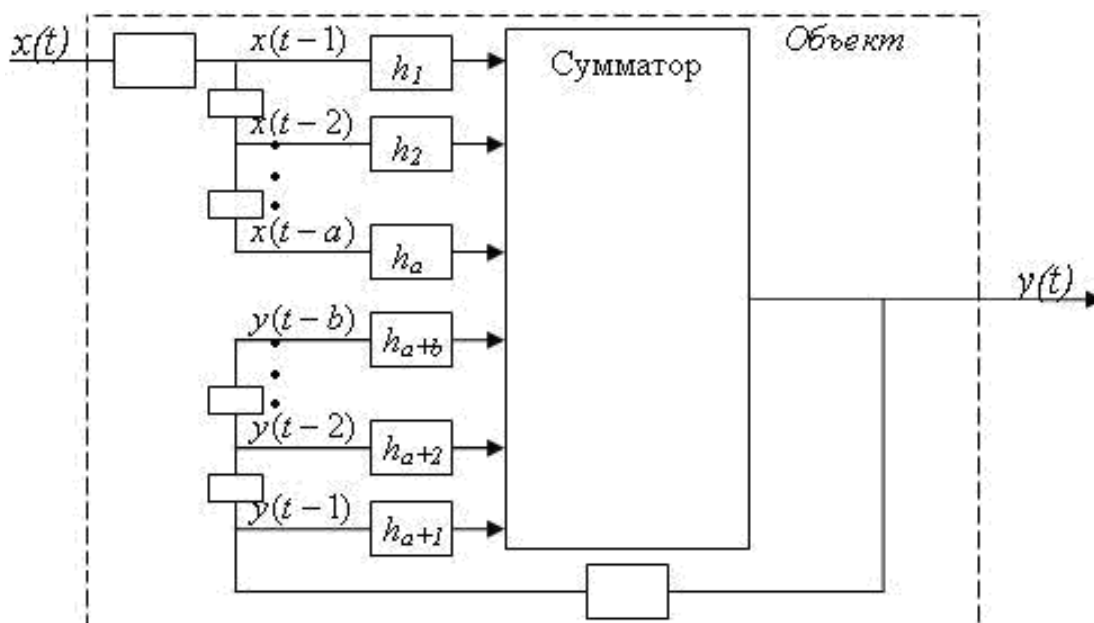 x(t)
x(t−1)
h₁
Сумматор
Объект
x(t−2)
h₂
x(t−a)
hₐ
y(t)
y(t−b)
hₐ₊b
y(t−2)
hₐ₊₂
y(t−1)
hₐ₊₁